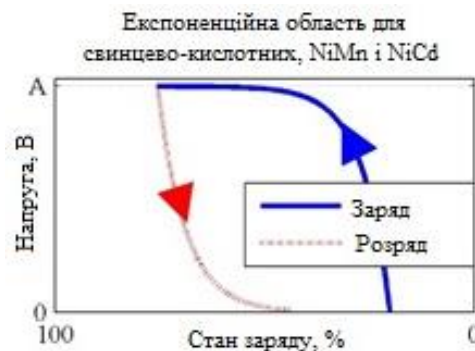 Експоненційна область для
свинцево-кислотних, NiMn і NiCd
A
Напруга, В
Заряд
Розряд
0
100
Стан заряду, %
0